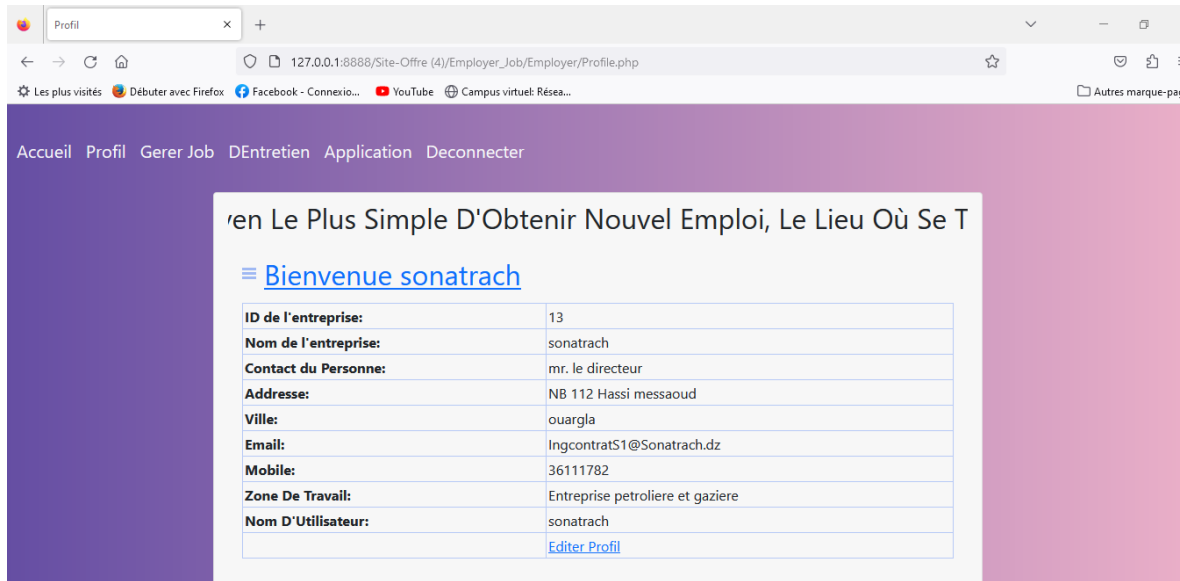 Profil
127.0.0.1:8888/Site-Offre (4)/Employer_Job/Employer/Profile.php
Les plus visités Débuter avec Firefox Facebook - Connexio... YouTube Campus virtuel: Résea... Autres marque-pag
Accueil Profil Gerer Job DEntretien Application Deconnecter
en Le Plus Simple D'Obtenir Nouvel Emploi, Le Lieu Où Se T
Bienvenue sonatrach
ID de l'entreprise: 13
Nom de l'entreprise: sonatrach
Contact du Personne: mr. le directeur
Addresse: NB 112 Hassi messaoud
Ville: ouargla
Email: IngcontratS1@Sonatrach.dz
Mobile: 36111782
Zone De Travail: Entreprise petroliere et gaziere
Nom D'Utilisateur: sonatrach
Editer Profil